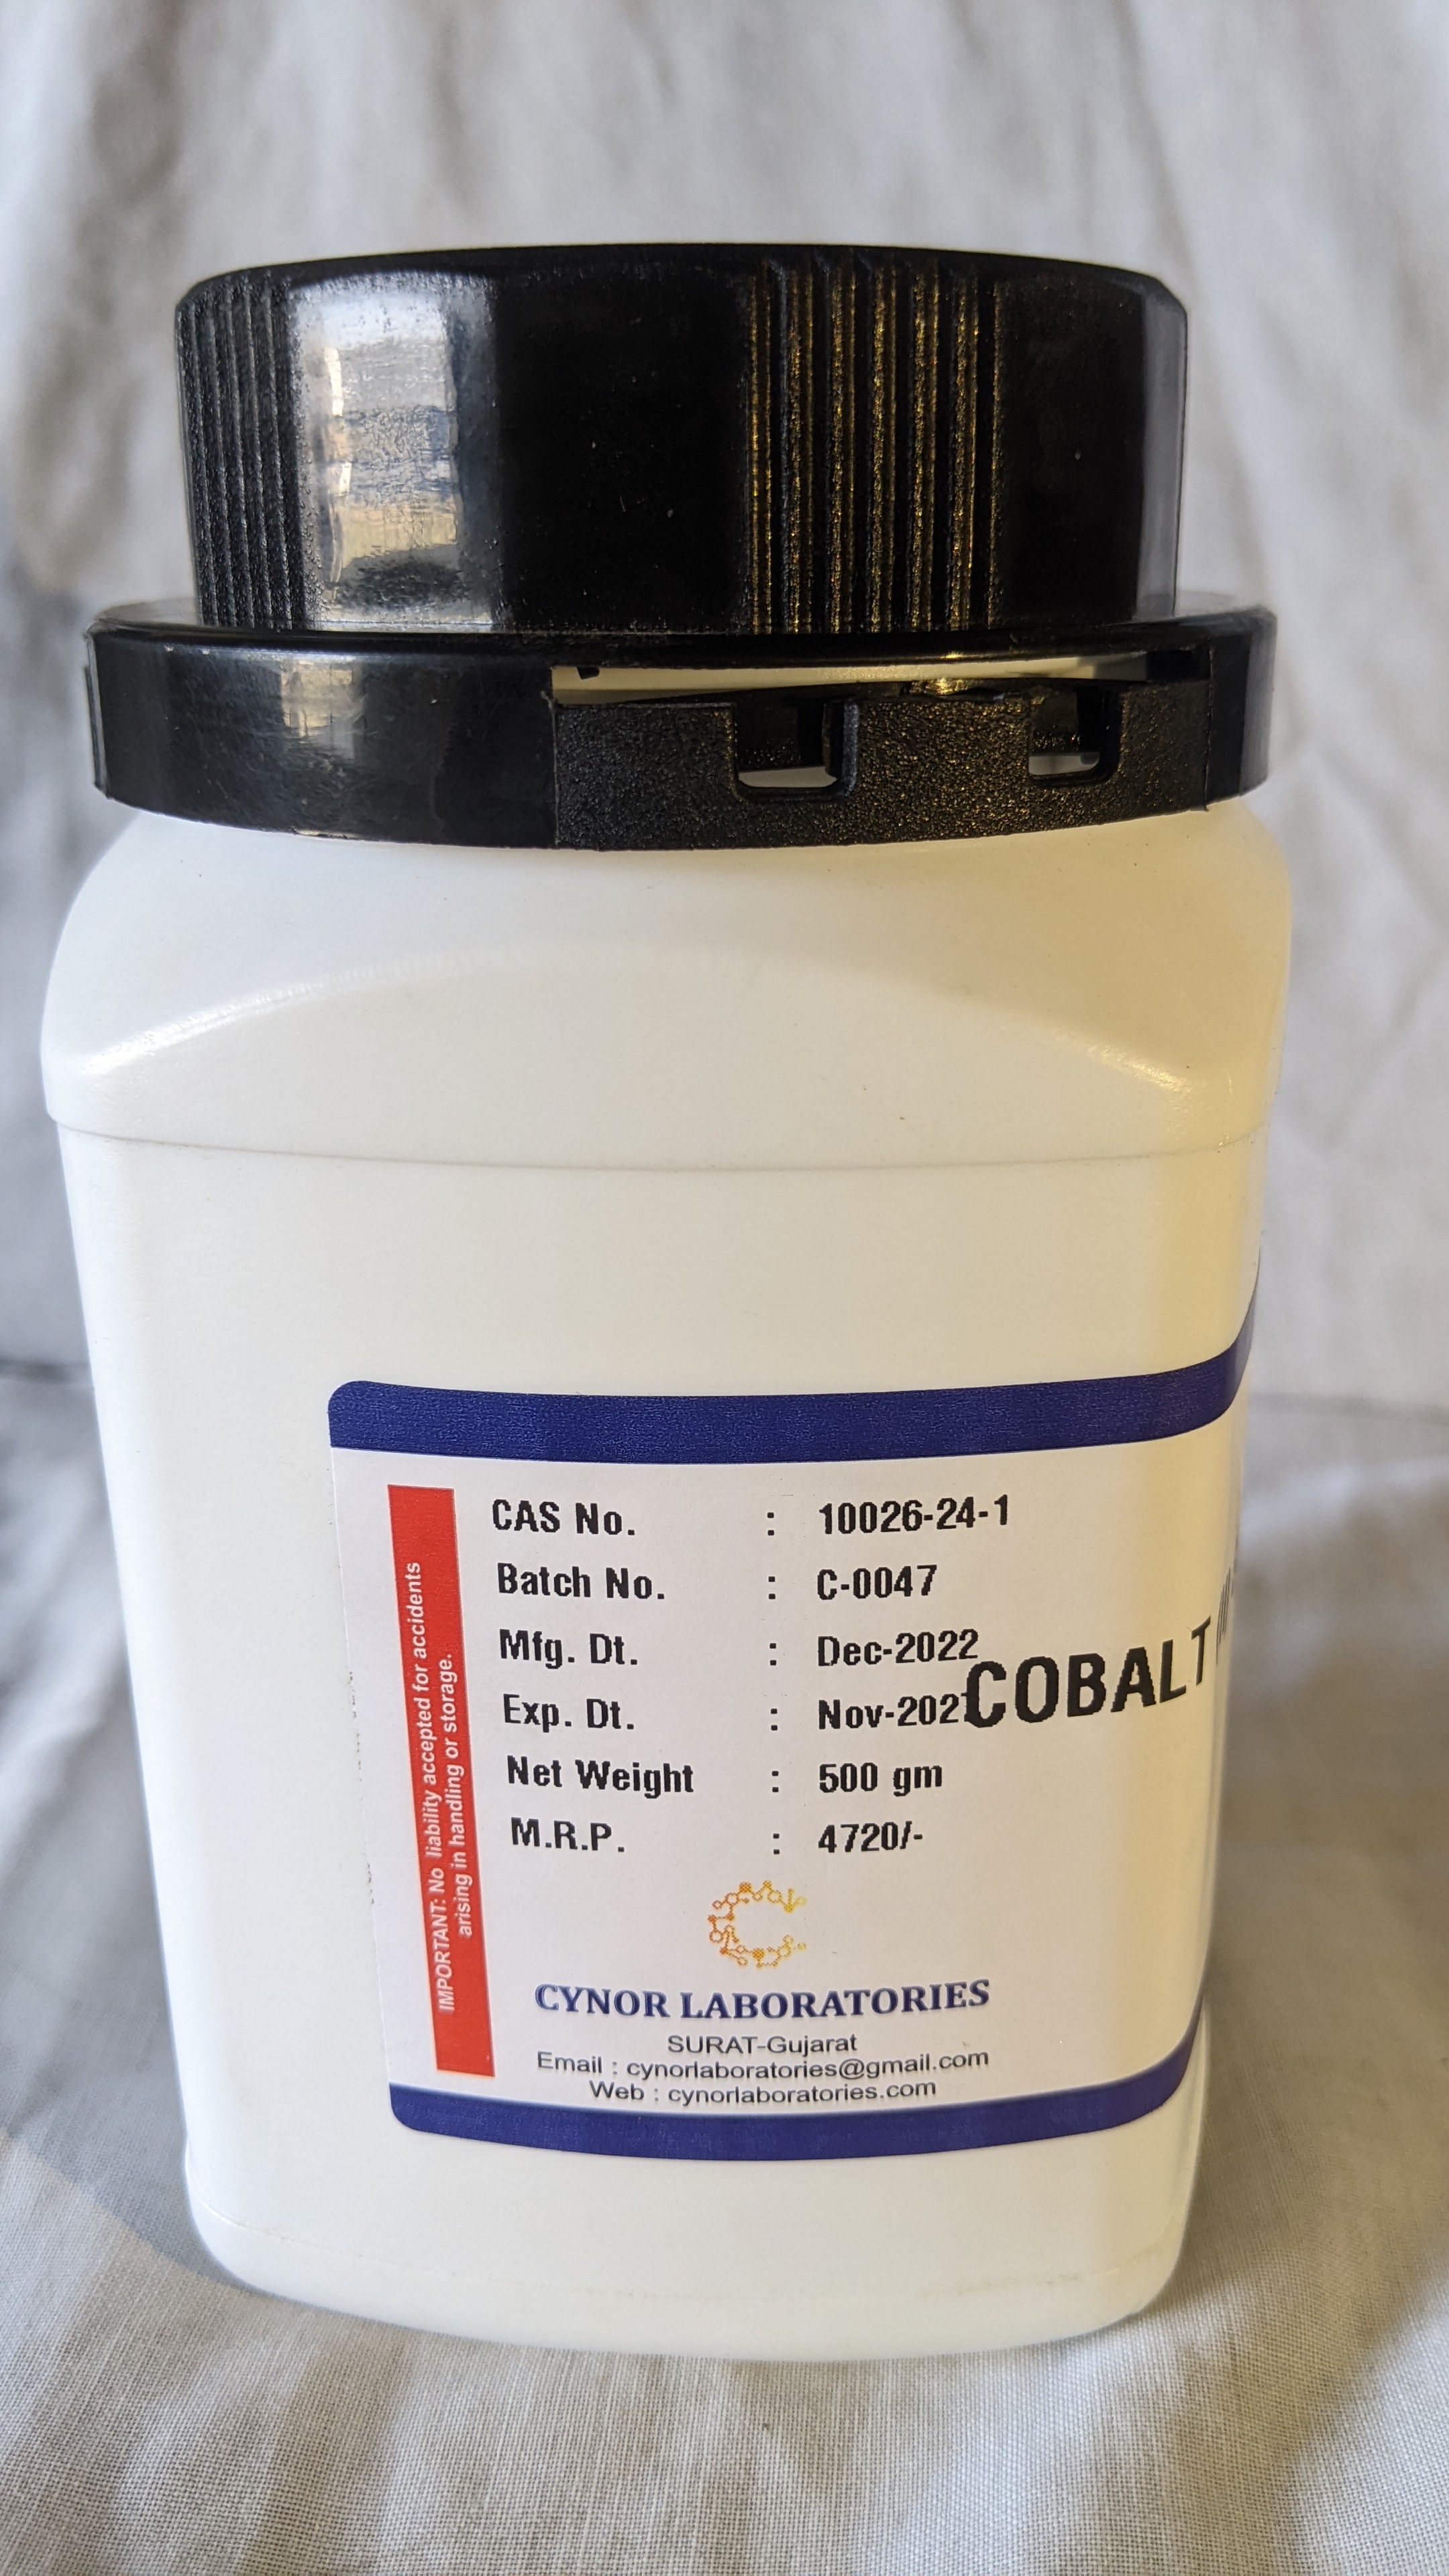 CAS No. : 10026-24-1
Batch No. : C-0047
Mfg. Dt. : Dec-2022
Exp. Dt. :
Net Weight : 500 gm
M.R.P. : 4720/-
COBALT
CYNOR LABORATORIES
SURAT-Gujarat
Email : cynorlaboratories@gmail.com
Web : cynorlaboratories.com
IMPORTANT: No liability accepted for accidents
arising in handling or storage.